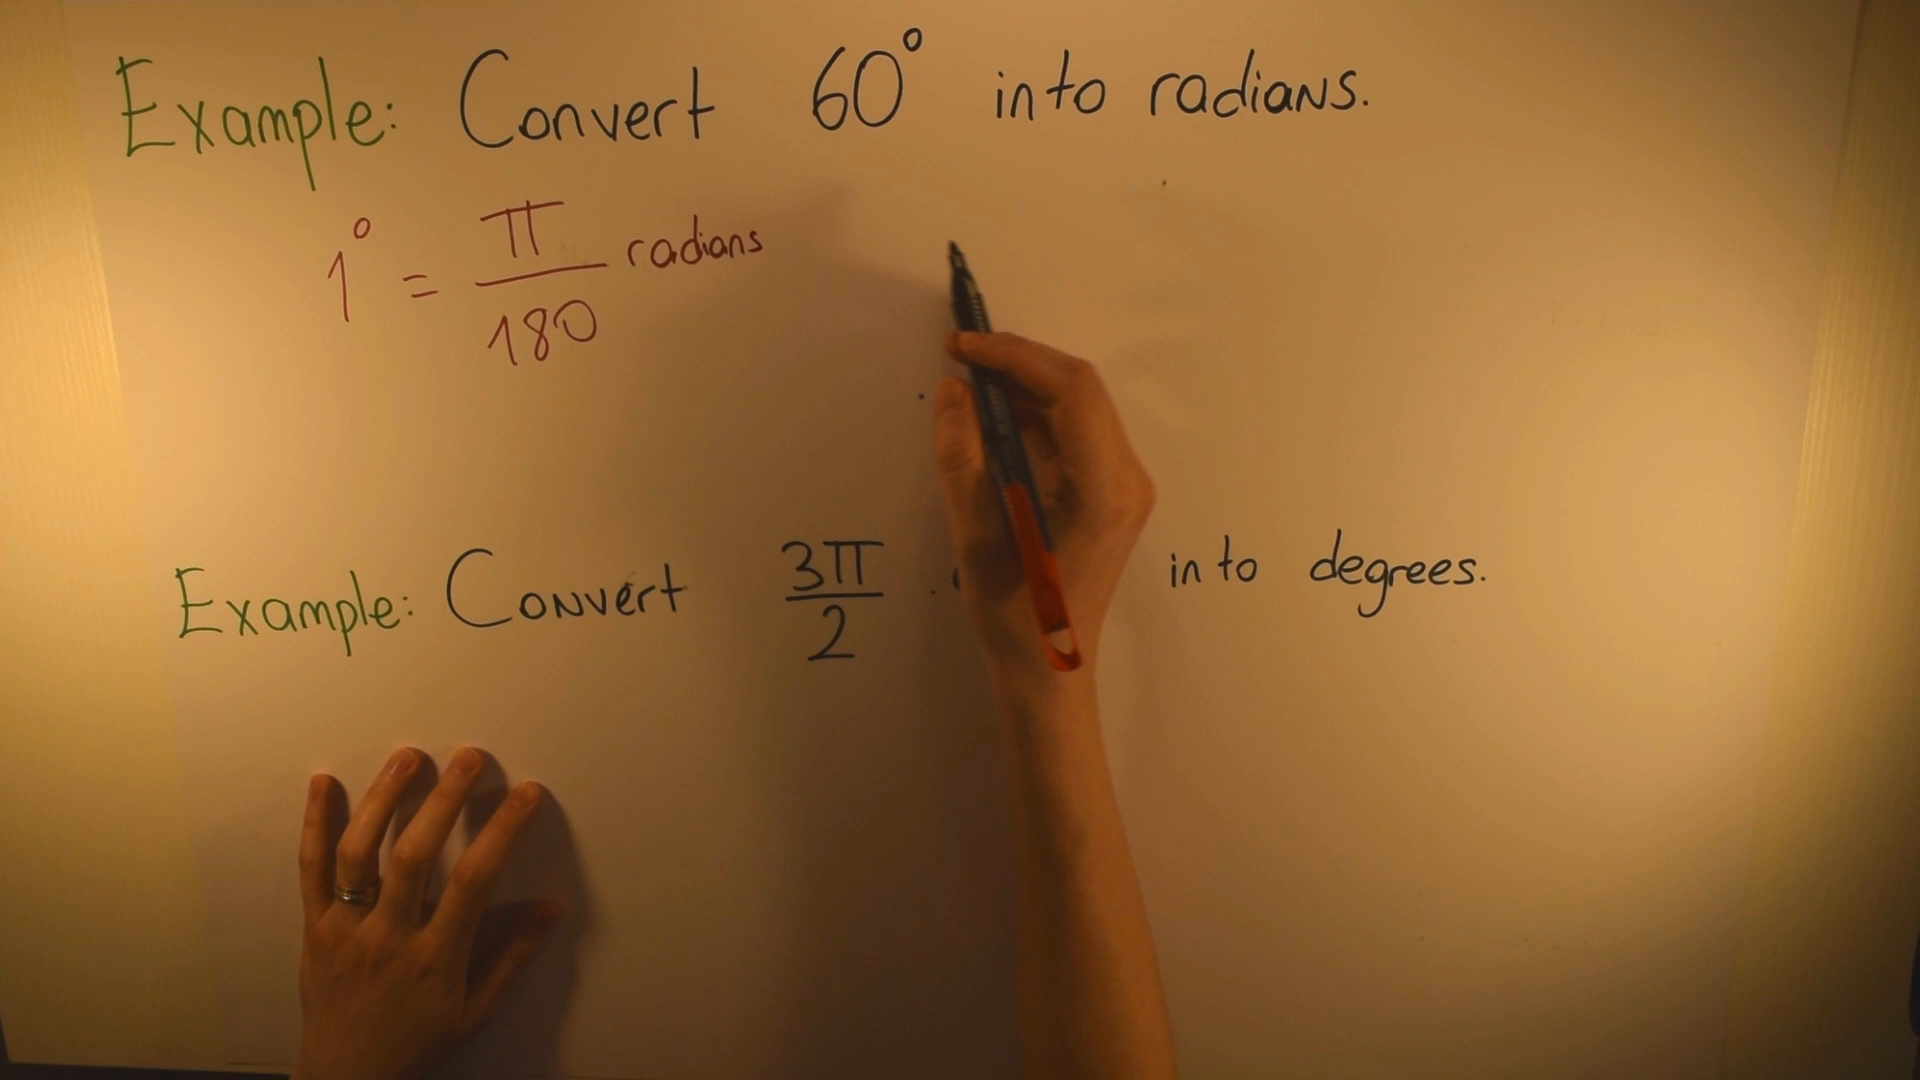 Example: Convert 60° into radians.
1° = π/180 radians
Example: Convert 3π/2 into degrees.